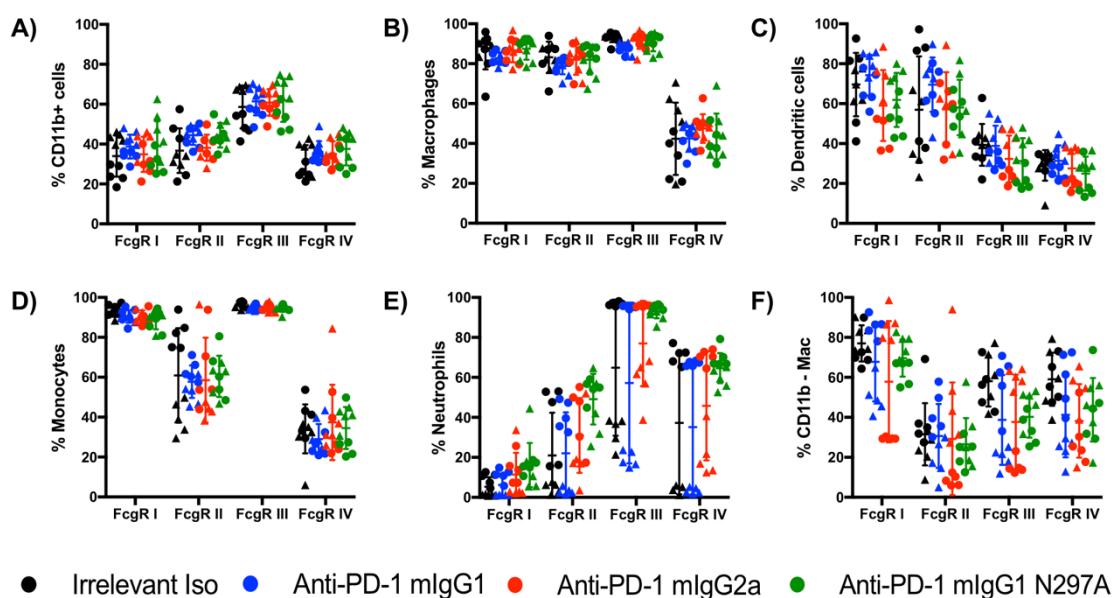 A)
% CD11b+ cells
100
80
60
40
20
0
FcgR I FcgR II FcgR III FcgR IV
B)
% Macrophages
100
80
60
40
20
0
FcgR I FcgR II FcgR III FcgR IV
C)
% Dendritic cells
100
80
60
40
20
0
FcgR I FcgR II FcgR III FcgR IV
D)
% Monocytes
100
80
60
40
20
0
FcgR I FcgR II FcgR III FcgR IV
E)
% Neutrophils
100
80
60
40
20
0
FcgR I FcgR II FcgR III FcgR IV
F)
% CD11b - Mac
100
80
60
40
20
0
FcgR I FcgR II FcgR III FcgR IV
Irrelevant Iso Anti-PD-1 mIgG1 Anti-PD-1 mIgG2a Anti-PD-1 mIgG1 N297A